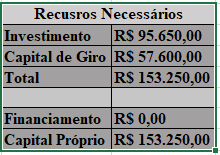 Recusros Necessários
Investimento R$ 95.650,00
Capital de Giro R$ 57.600,00
Total R$ 153.250,00
Financiamento R$ 0,00
Capital Próprio R$ 153.250,00